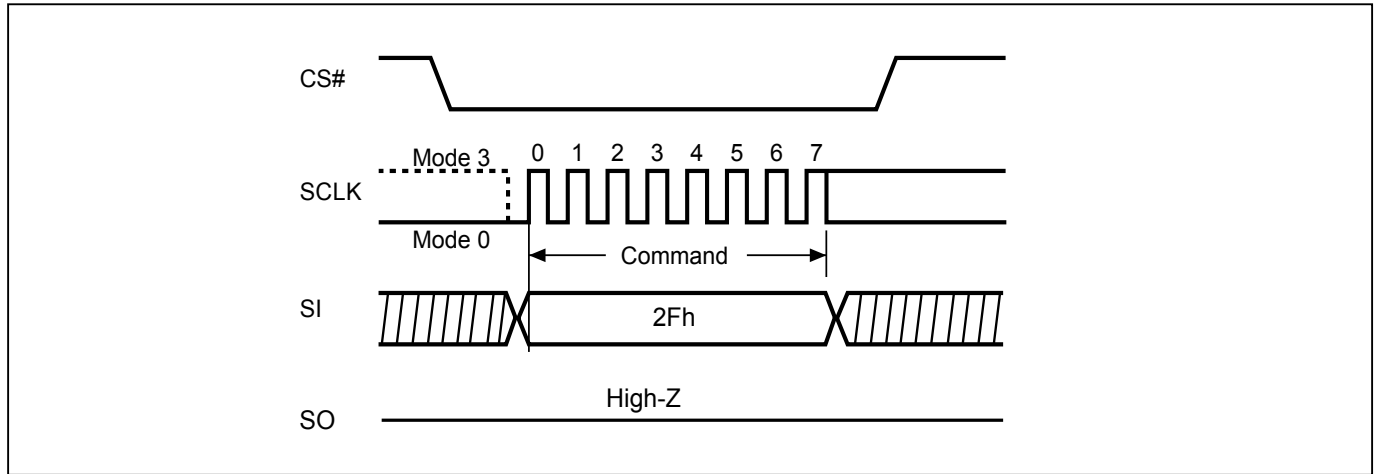 CS#
Mode 3 0 1 2 3 4 5 6 7
SCLK
Mode 0
Command
SI
2Fh
High-Z
SO